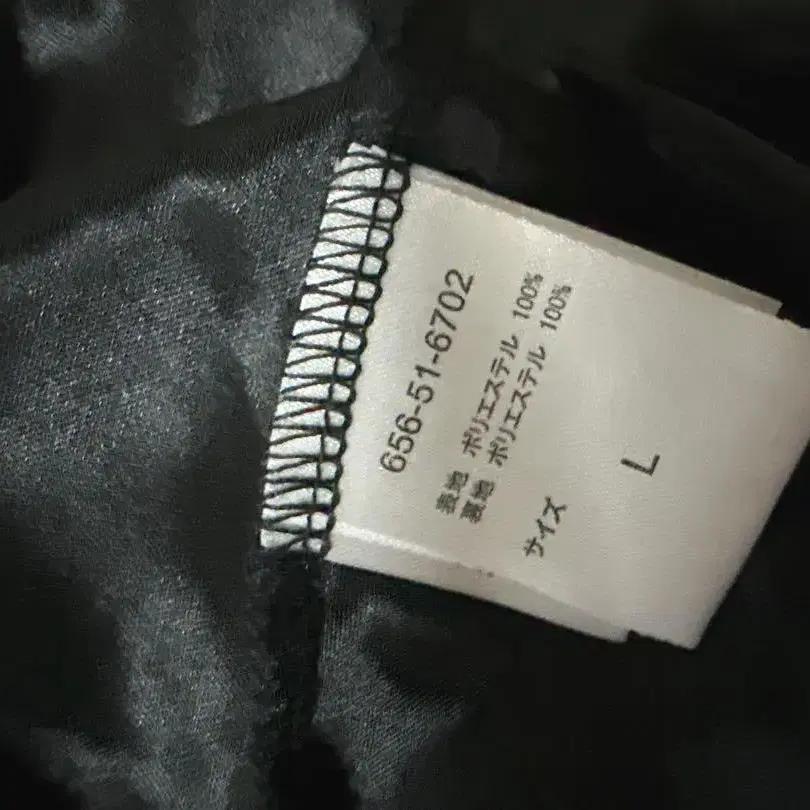 656-51-6702
表地 ポリエステル 100%
裏地 ポリエステル 100%
サイズ
L